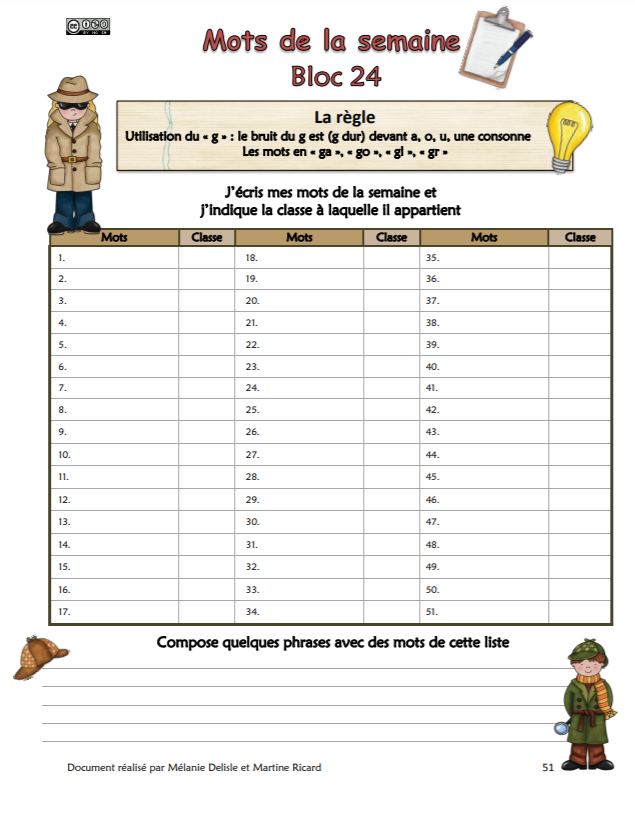 cc BY NC SA
Mots de la semaine
Bloc 24
La règle
Utilisation du « g » : le bruit du g est (g dur) devant a, o, u, une consonne
Les mots en « ga », « go », « gl », « gr »
J'écris mes mots de la semaine et
j'indique la classe à laquelle il appartient
Mots Classe Mots Classe Mots Classe
1. 18. 35.
2. 19. 36.
3. 20. 37.
4. 21. 38.
5. 22. 39.
6. 23. 40.
7. 24. 41.
8. 25. 42.
9. 26. 43.
10. 27. 44.
11. 28. 45.
12. 29. 46.
13. 30. 47.
14. 31. 48.
15. 32. 49.
16. 33. 50.
17. 34. 51.
Compose quelques phrases avec des mots de cette liste
Document réalisé par Mélanie Delisle et Martine Ricard 51